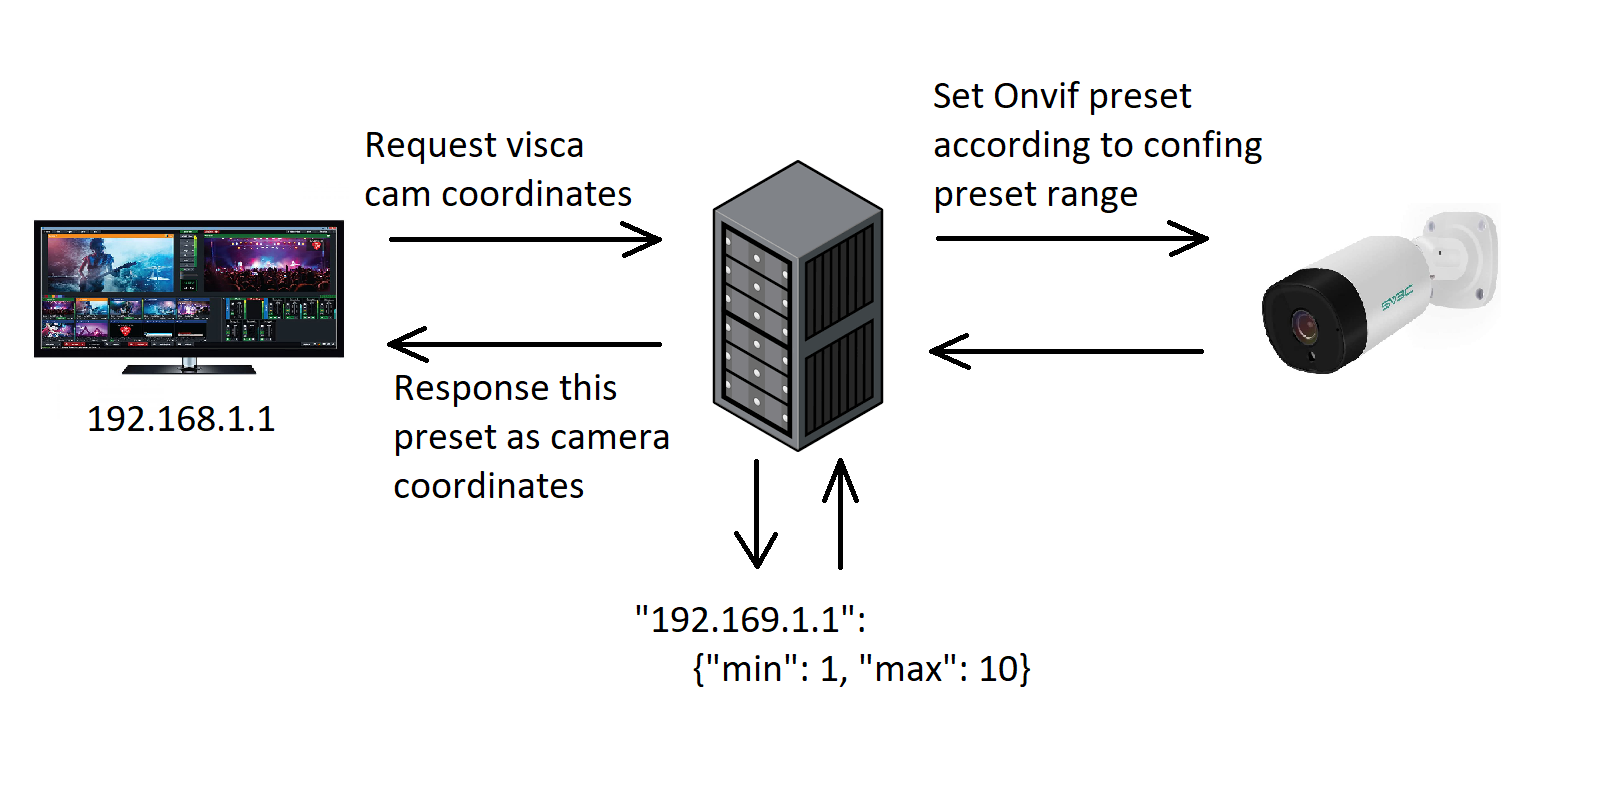 Set Onvif preset
according to confing
preset range
Request visca
cam coordinates
192.168.1.1
Response this
preset as camera
coordinates
"192.169.1.1":
{"min": 1, "max": 10}